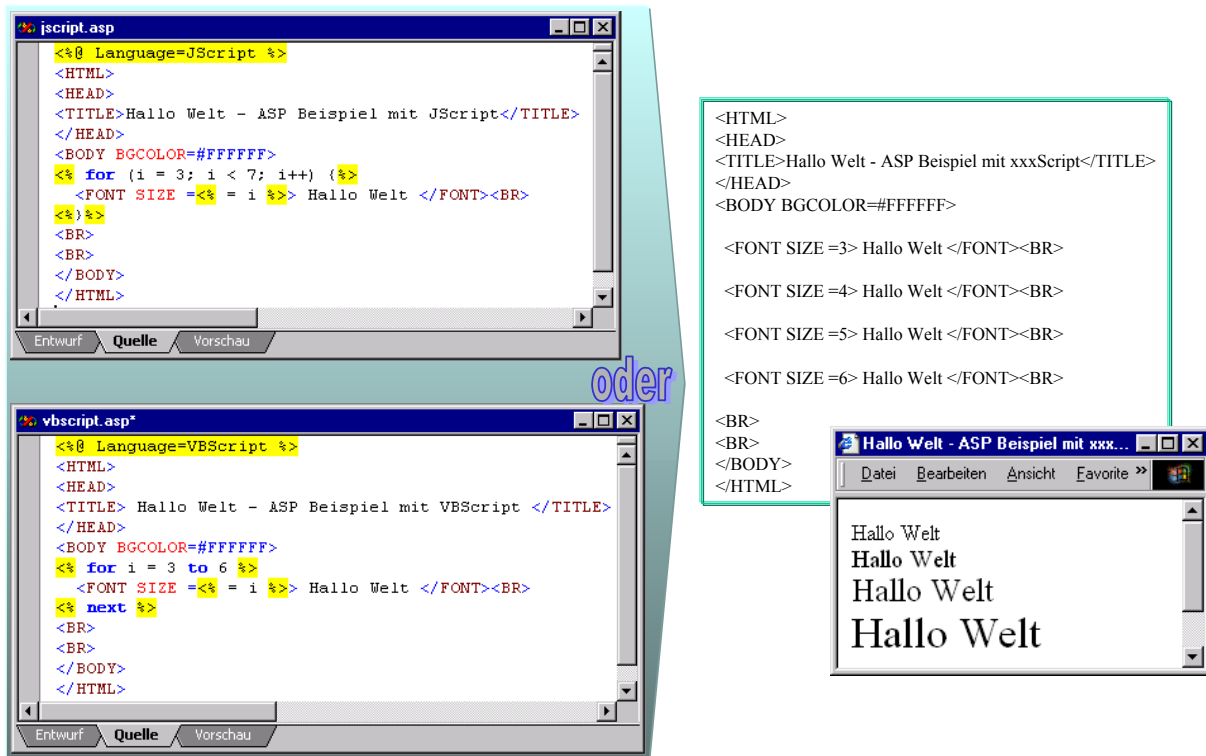 jscript.asp
<%@ Language=JScript %>
<HTML>
<HEAD>
<TITLE>Hallo Welt - ASP Beispiel mit JScript</TITLE>
</HEAD>
<BODY BGCOLOR=#FFFFFF>
<% for (i = 3; i < 7; i++) {%>
<FONT SIZE =<% = i %>> Hallo Welt </FONT><BR>
<%}%>
<BR>
<BR>
</BODY>
</HTML>
Entwurf Quelle Vorschau
oder
vbscript.asp*
<%@ Language=VBScript %>
<HTML>
<HEAD>
<TITLE> Hallo Welt - ASP Beispiel mit VBScript </TITLE>
</HEAD>
<BODY BGCOLOR=#FFFFFF>
<% for i = 3 to 6 %>
<FONT SIZE =<% = i %>> Hallo Welt </FONT><BR>
<% next %>
<BR>
<BR>
</BODY>
</HTML>
Entwurf Quelle Vorschau
<HTML>
<HEAD>
<TITLE>Hallo Welt - ASP Beispiel mit xxxScript</TITLE>
</HEAD>
<BODY BGCOLOR=#FFFFFF>
<FONT SIZE =3> Hallo Welt </FONT><BR>
<FONT SIZE =4> Hallo Welt </FONT><BR>
<FONT SIZE =5> Hallo Welt </FONT><BR>
<FONT SIZE =6> Hallo Welt </FONT><BR>
<BR>
<BR>
</BODY>
</HTML>
Hallo Welt - ASP Beispiel mit xxx...
Datei Bearbeiten Ansicht Favorite »
Hallo Welt
Hallo Welt
Hallo Welt
Hallo Welt